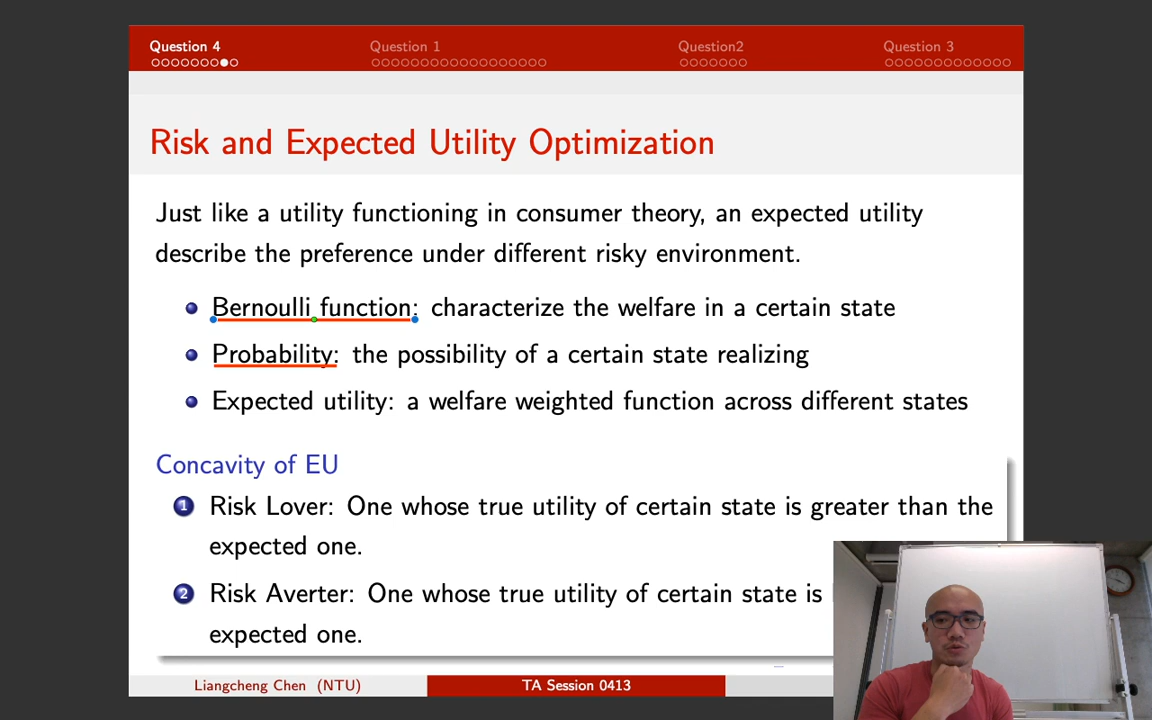 Question 4
Question 1
Question2
Question 3
Risk and Expected Utility Optimization
Just like a utility functioning in consumer theory, an expected utility
describe the preference under different risky environment.
Bernoulli function: characterize the welfare in a certain state
Probability: the possibility of a certain state realizing
Expected utility: a welfare weighted function across different states
Concavity of EU
1 Risk Lover: One whose true utility of certain state is greater than the
expected one.
2 Risk Averter: One whose true utility of certain state is
expected one.
Liangcheng Chen (NTU)
TA Session 0413